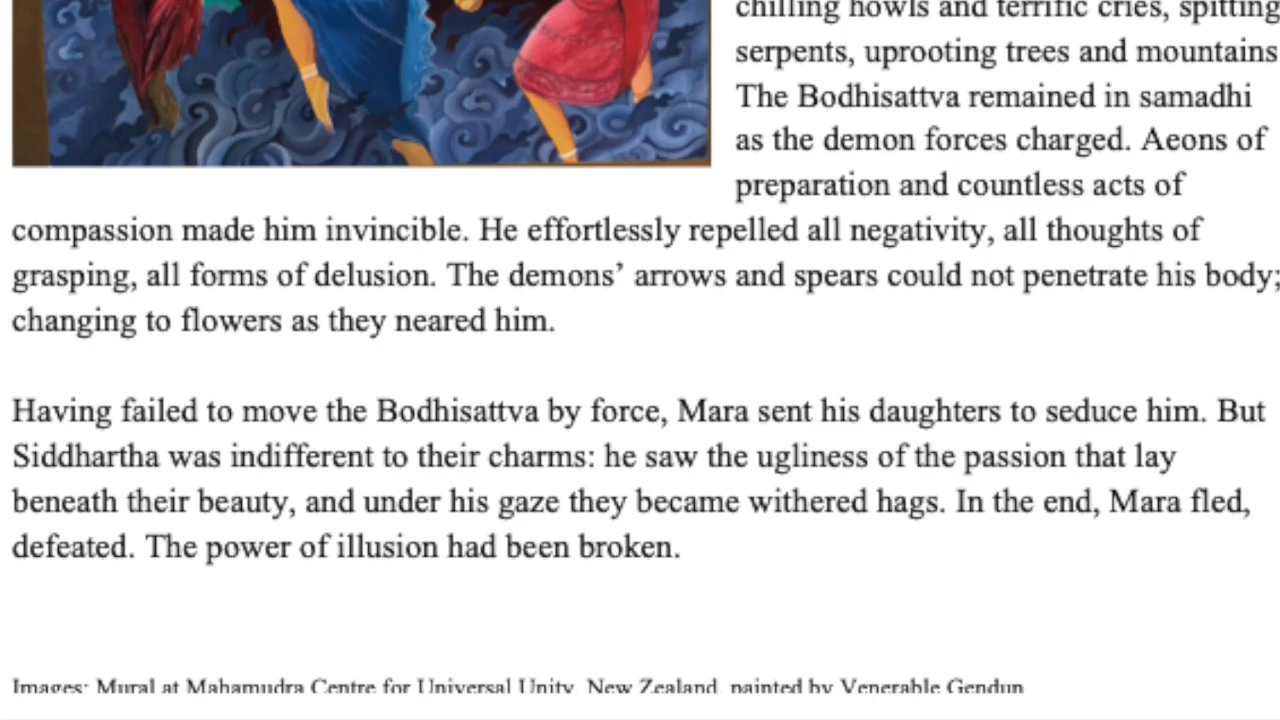 chilling howls and terrific cries, spitting
serpents, uprooting trees and mountains
The Bodhisattva remained in samadhi
as the demon forces charged. Aeons of
preparation and countless acts of
compassion made him invincible. He effortlessly repelled all negativity, all thoughts of
grasping, all forms of delusion. The demons’ arrows and spears could not penetrate his body;
changing to flowers as they neared him.
Having failed to move the Bodhisattva by force, Mara sent his daughters to seduce him. But
Siddhartha was indifferent to their charms: he saw the ugliness of the passion that lay
beneath their beauty, and under his gaze they became withered hags. In the end, Mara fled,
defeated. The power of illusion had been broken.
Images: Mural at Mahamudra Centre for Universal Unity, New Zealand, painted by Venerable Gendun